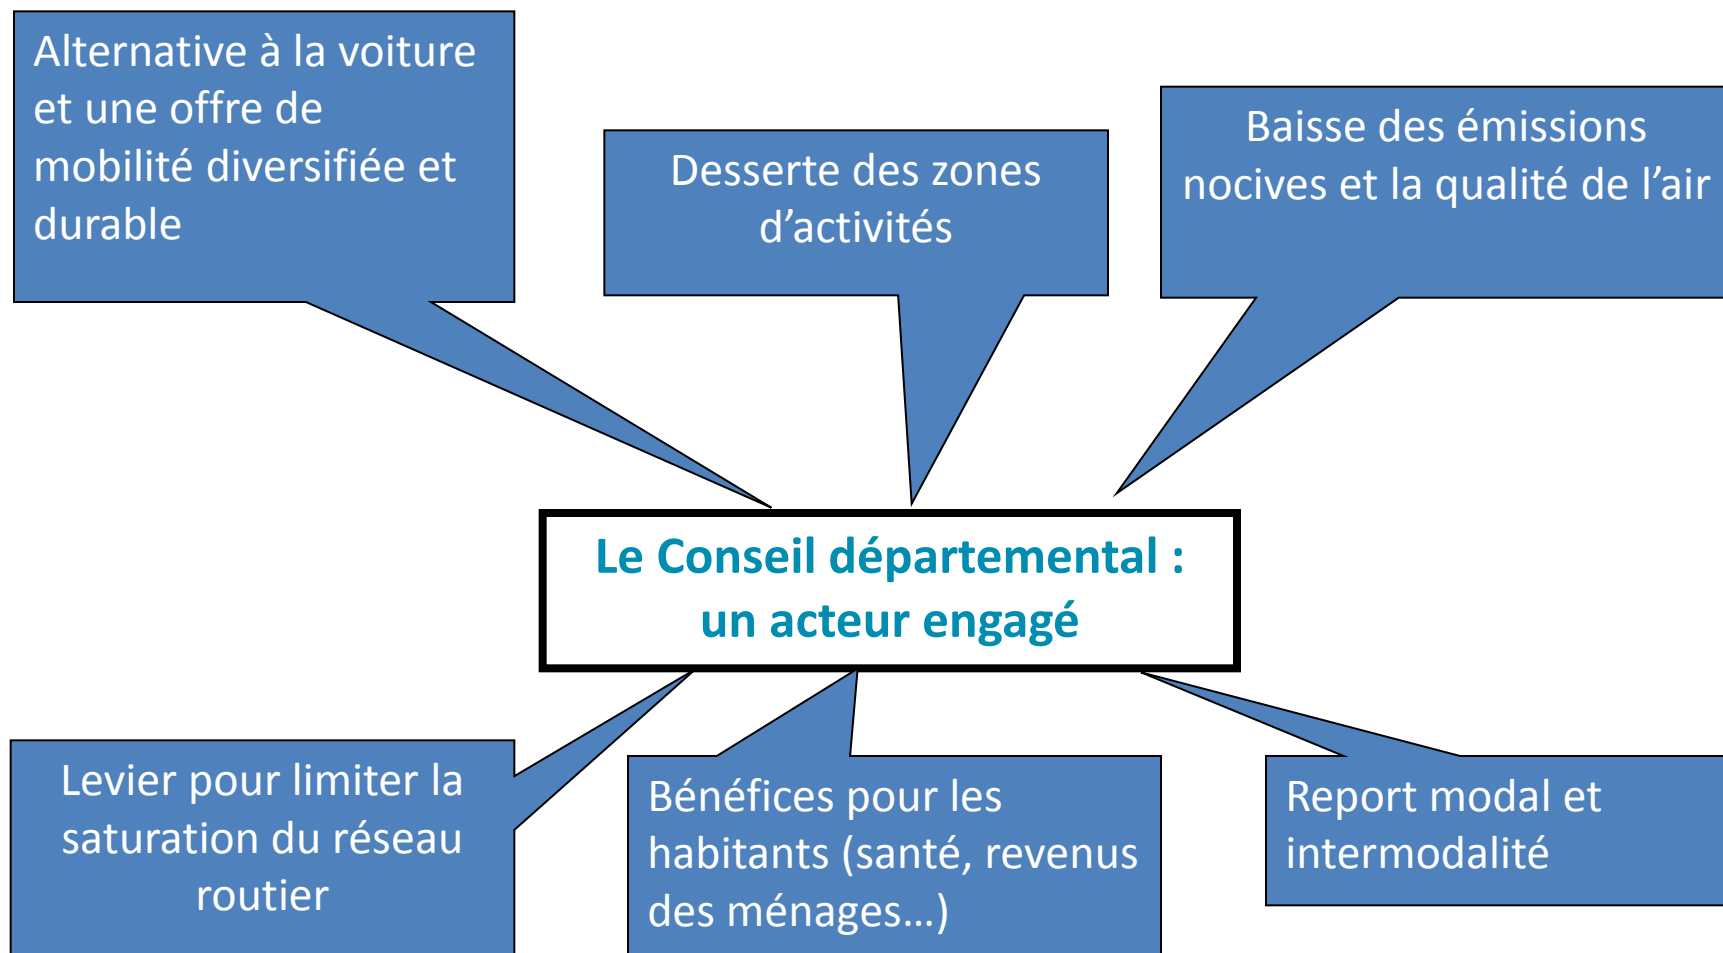 Alternative à la voiture
et une offre de
mobilité diversifiée et
durable
Desserte des zones
d’activités
Baisse des émissions
nocives et la qualité de l’air
Le Conseil départemental :
un acteur engagé
Levier pour limiter la
saturation du réseau
routier
Bénéfices pour les
habitants (santé, revenus
des ménages…)
Report modal et
intermodalité